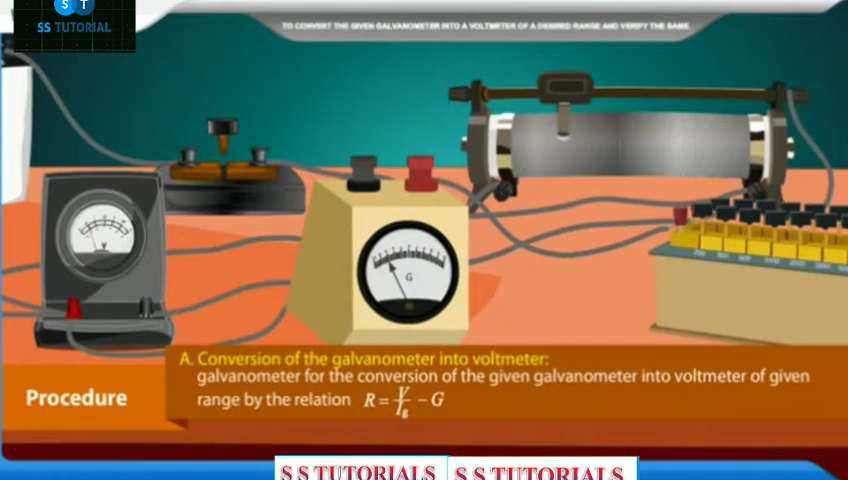 S T
SS TUTORIAL
TO CONVERT THE GIVEN GALVANOMETER INTO A VOLTMETER OF A DESIRED RANGE AND VERIFY THE SAME.
V
G
A. Conversion of the galvanometer into voltmeter:
galvanometer for the conversion of the given galvanometer into voltmeter of given
range by the relation R = V/Ig − G
Procedure
S S TUTORIALS S S TUTORIALS